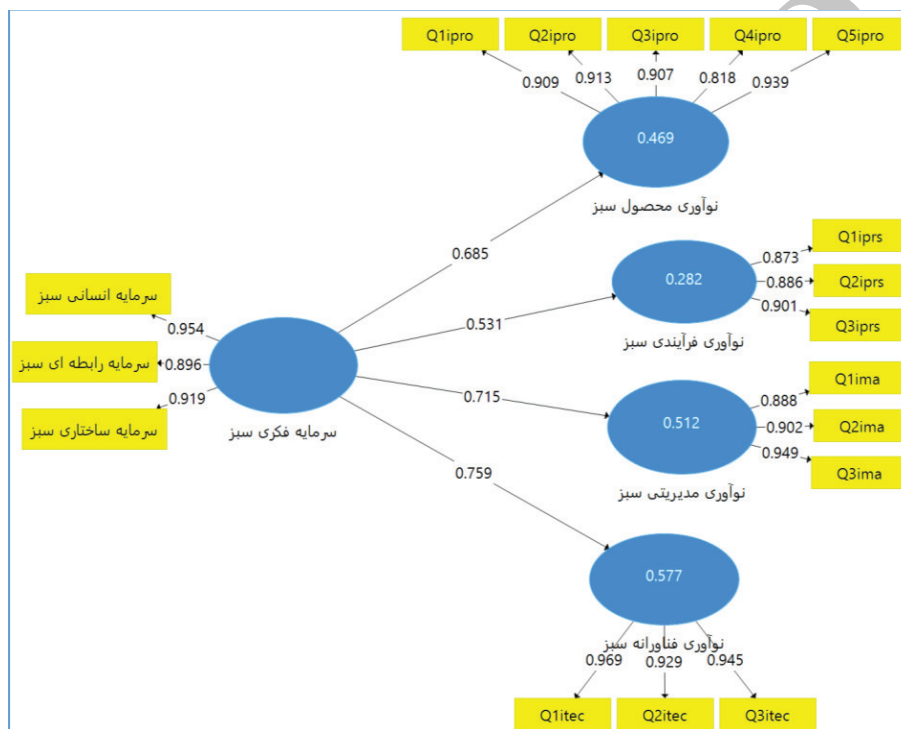 Q1ipro
Q2ipro
Q3ipro
Q4ipro
Q5ipro
0.909
0.913
0.907
0.818
0.939
0.469
نوآوری محصول سبز
0.685
Q1iprs
Q2iprs
Q3iprs
0.873
0.886
0.901
0.282
نوآوری فرآیندی سبز
0.531
سرمایه انسانی سبز
سرمایه رابطه ای سبز
سرمایه ساختاری سبز
0.954
0.896
0.919
سرمایه فکری سبز
0.715
Q1ima
Q2ima
Q3ima
0.888
0.902
0.949
0.512
نوآوری مدیریتی سبز
0.759
0.577
نوآوری فناورانه سبز
0.969
0.929
0.945
Q1itec
Q2itec
Q3itec